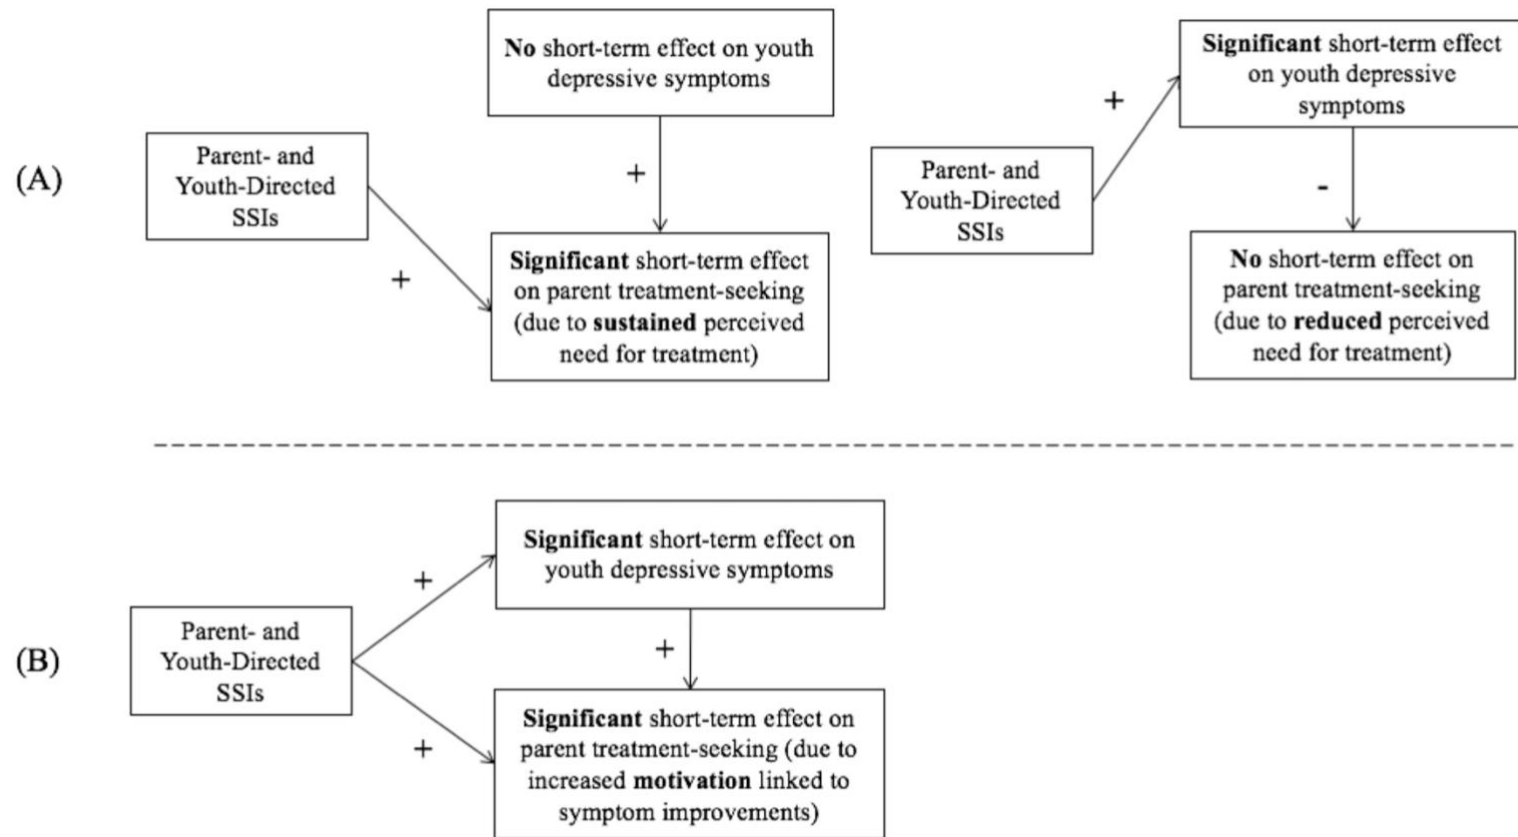 (A)
Parent- and
Youth-Directed
SSIs
+
No short-term effect on youth
depressive symptoms
+
Significant short-term effect
on parent treatment-seeking
(due to sustained perceived
need for treatment)
Parent- and
Youth-Directed
SSIs
+
Significant short-term effect
on youth depressive
symptoms
-
No short-term effect on
parent treatment-seeking
(due to reduced perceived
need for treatment)
(B)
Parent- and
Youth-Directed
SSIs
+
+
Significant short-term effect on
youth depressive symptoms
+
Significant short-term effect on
parent treatment-seeking (due to
increased motivation linked to
symptom improvements)